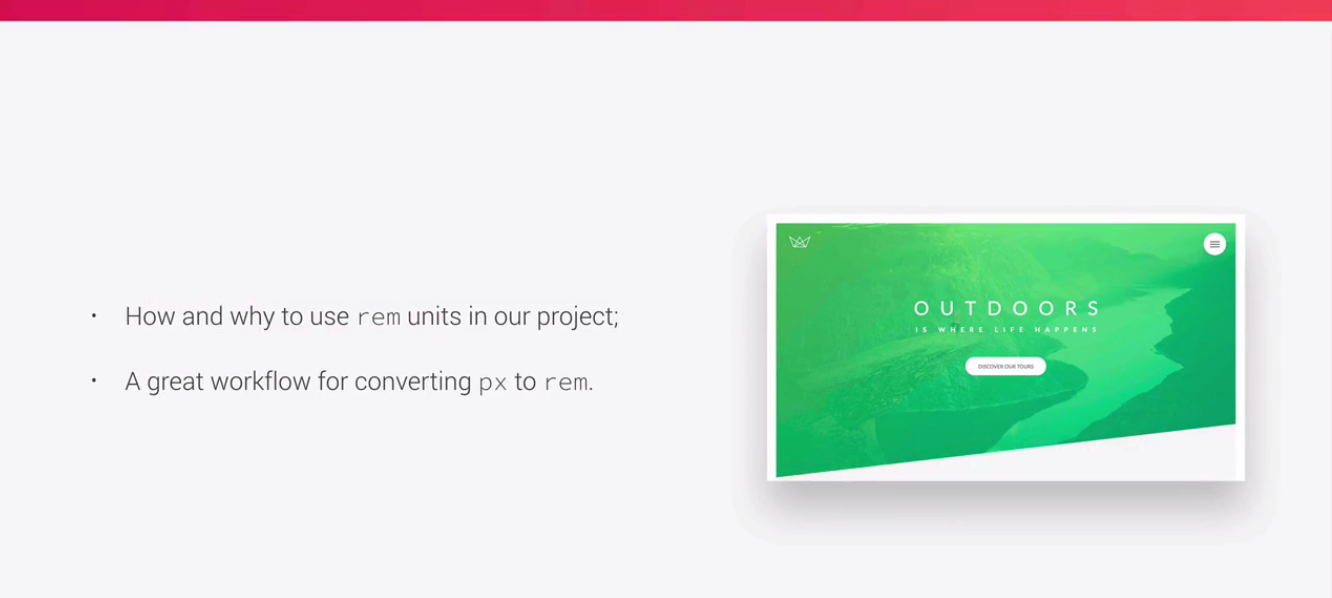 • How and why to use rem units in our project;
• A great workflow for converting px to rem.
OUTDOORS
IS WHERE LIFE HAPPENS
DISCOVER OUR TOURS